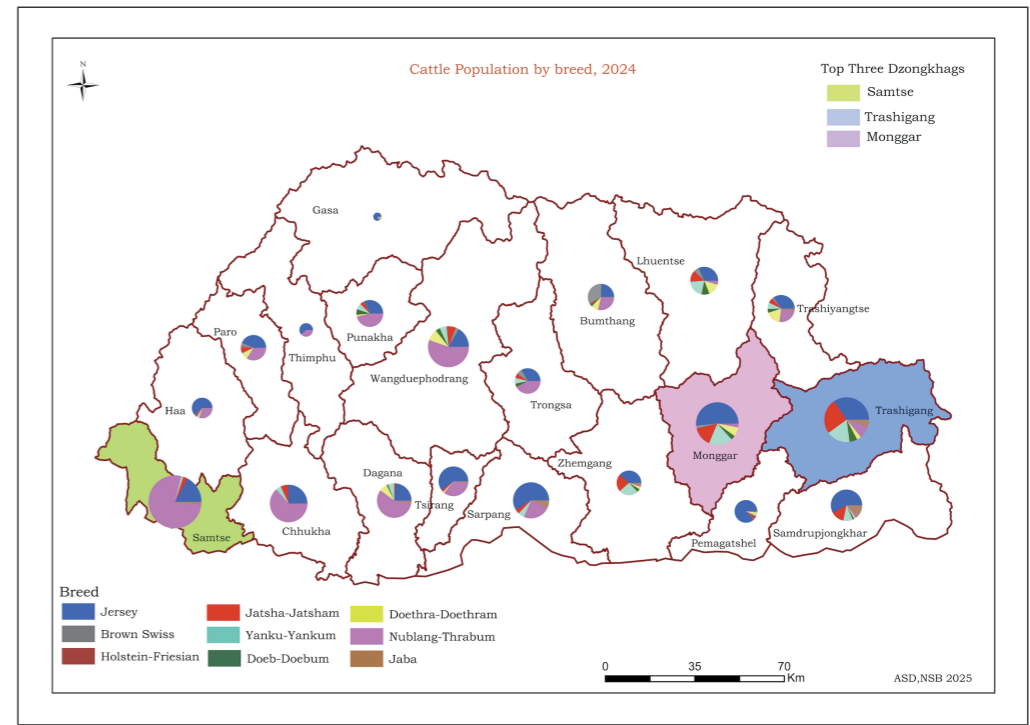 N
Cattle Population by breed, 2024
Top Three Dzongkhags
Samtse
Trashigang
Monggar
Gasa
Lhuentse
Bumthang
Trashiyangtse
Paro
Thimphu
Punakha
Wangduephodrang
Trongsa
Haa
Trashigang
Monggar
Zhemgang
Dagana
Tsirang
Sarpang
Chhukha
Samtse
Pemagatshel
Samdrupjongkhar
Breed
Jersey
Brown Swiss
Holstein-Friesian
Jatsha-Jatsham
Yanku-Yankum
Doeb-Doebum
Doethra-Doethram
Nublang-Thrabum
Jaba
0 35 70
Km
ASD,NSB 2025